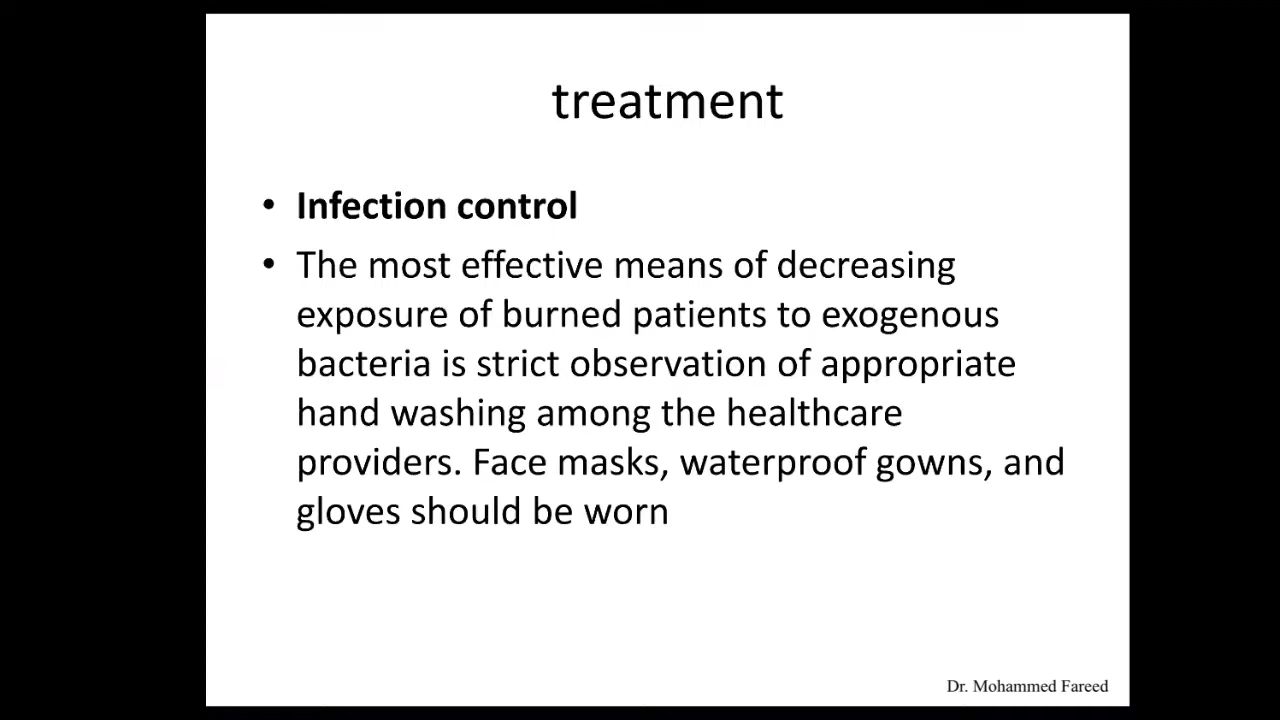 treatment
• Infection control
• The most effective means of decreasing
exposure of burned patients to exogenous
bacteria is strict observation of appropriate
hand washing among the healthcare
providers. Face masks, waterproof gowns, and
gloves should be worn
Dr. Mohammed Fareed